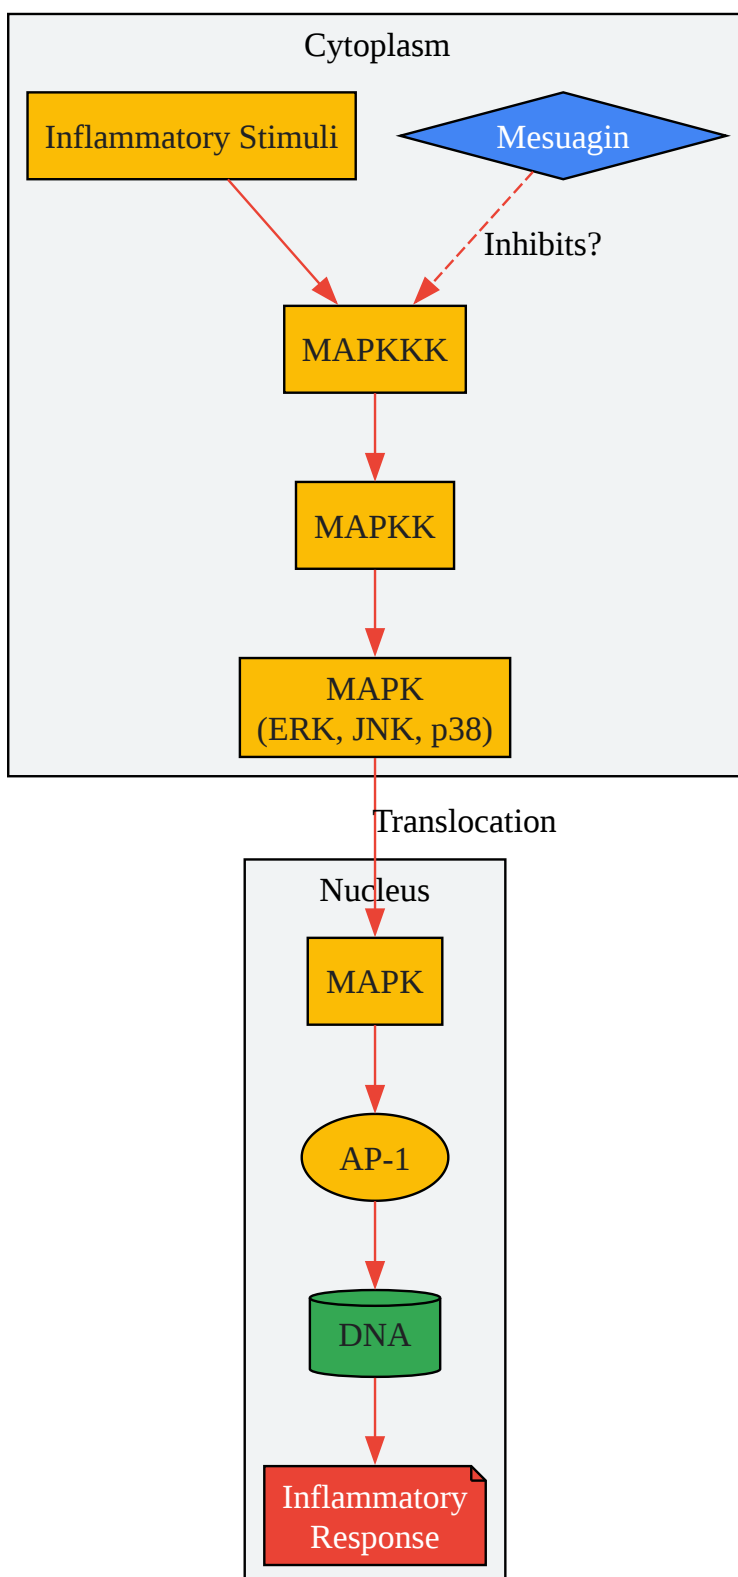 Cytoplasm
Inflammatory Stimuli
Mesuagin
Inhibits?
MAPKKK
MAPKK
MAPK
(ERK, JNK, p38)
Translocation
Nucleus
MAPK
AP-1
DNA
Inflammatory
Response